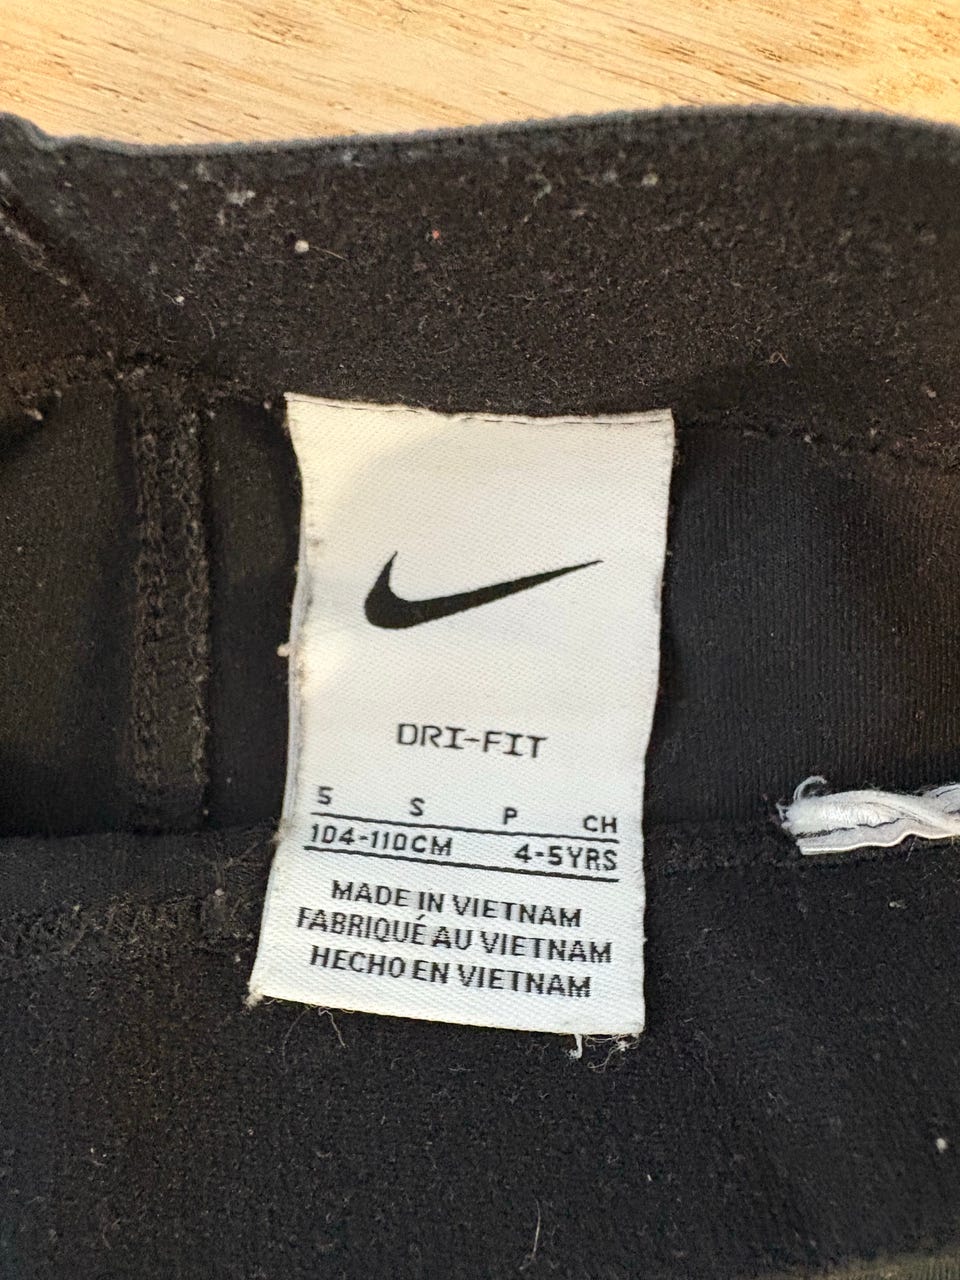 DRI-FIT
S S P CH
104-110CM 4-5YRS
MADE IN VIETNAM
FABRIQUÉ AU VIETNAM
HECHO EN VIETNAM